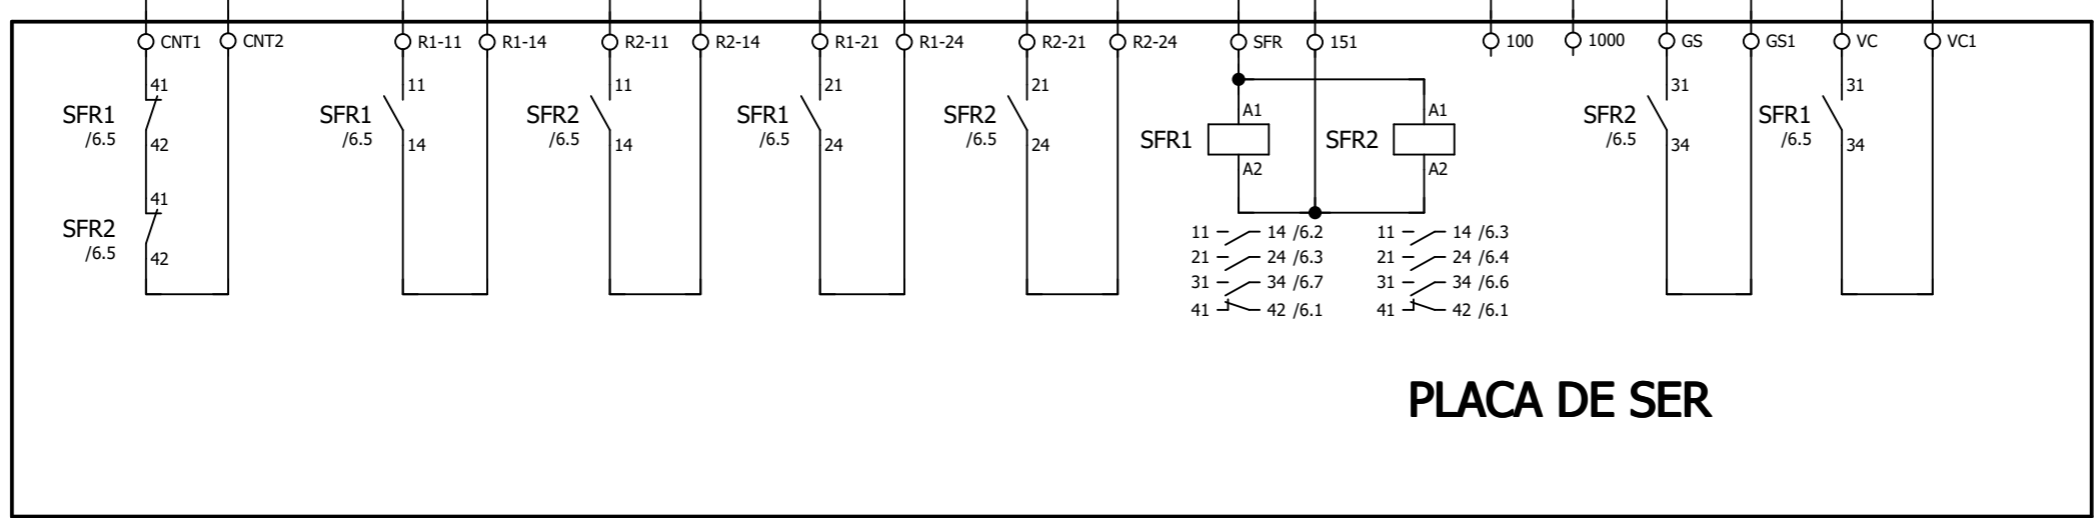 CNT1 CNT2 R1-11 R1-14 R2-11 R2-14 R1-21 R1-24 R2-21 R2-24 SFR 151 100 1000 GS GS1 VC VC1
41 11 11 21 21 31 31
SFR1 SFR1 SFR2 SFR1 SFR2 A1 A1 SFR2 SFR1
/6.5 /6.5 /6.5 /6.5 /6.5 SFR1 SFR2 /6.5 /6.5
42 14 14 24 24 34 34
A2 A2
41
SFR2
/6.5
42
11 14 /6.2 11 14 /6.3
21 24 /6.3 21 24 /6.4
31 34 /6.7 31 34 /6.6
41 42 /6.1 41 42 /6.1
PLACA DE SER